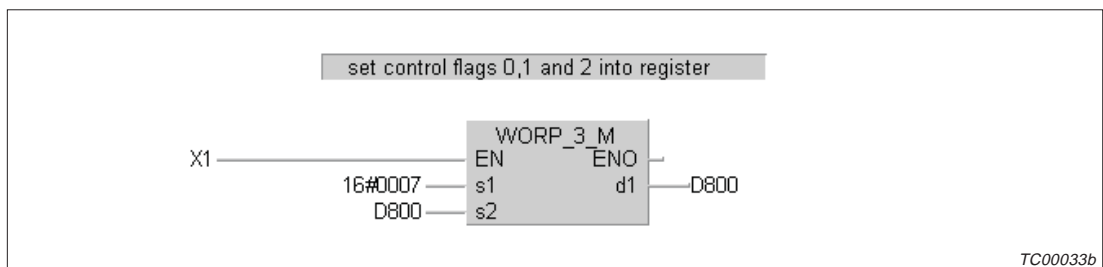 set control flags 0,1 and 2 into register
WORP_3_M
X1 EN ENO
16#0007 s1 d1 D800
D800 s2
TC00033b